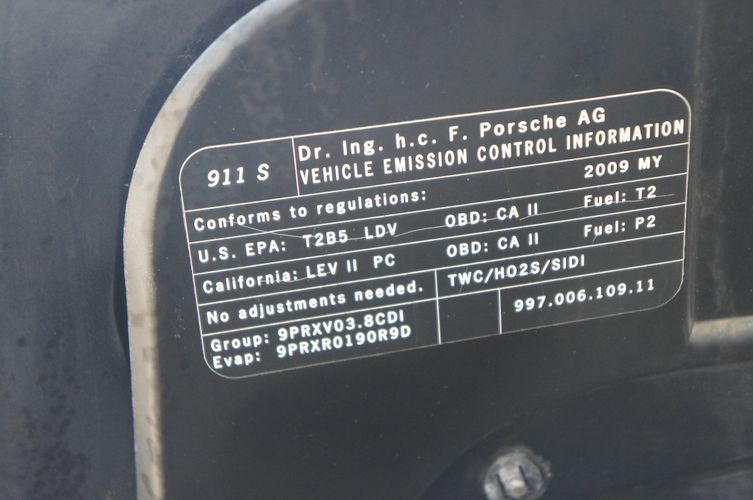 911 S
Dr. Ing. h.c. F. Porsche AG
VEHICLE EMISSION CONTROL INFORMATION
Conforms to regulations: 2009 MY
U.S. EPA: T2B5 LDV OBD: CA II Fuel: T2
California: LEV II PC OBD: CA II Fuel: P2
No adjustments needed. TWC/HO2S/SIDI
Group: 9PRXV03.8CDI
Evap: 9PRXR0190R9D
997.006.109.11